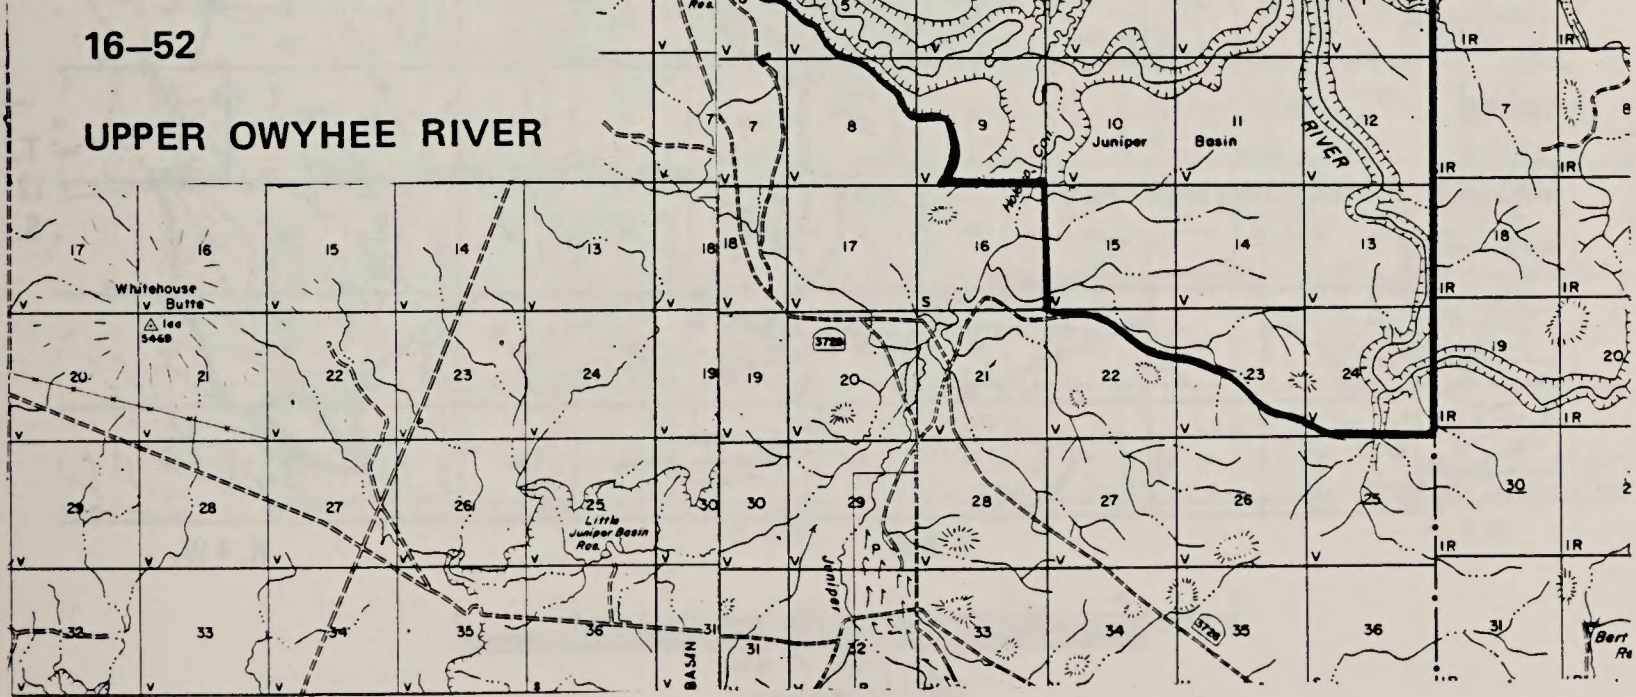 16–52
UPPER OWYHEE RIVER
Res.
5
V V V V V V IR IR
7 7 8 9 10 11 12 7 8
Juniper Basin
RIVER
V V V V V V IR IR
17 16 15 14 13 18 18 17 16 15 14 13 18
Whitehouse
Butte
V V V V V V V V S V V V IR IR
5469
3728
20 21 22 23 24 19 19 20 21 22 23 24 19 20
V V V V V V V V V V V V IR IR
29 28 27 26 25 30 30 29 28 27 26 25 30
Little
Juniper Basin
Res.
P
V V V V V V V V V V V V IR IR
Juniper
32 33 34 35 36 31 31 32 33 34 35 36 31
3728
Bert
BASIN
V V V V S V